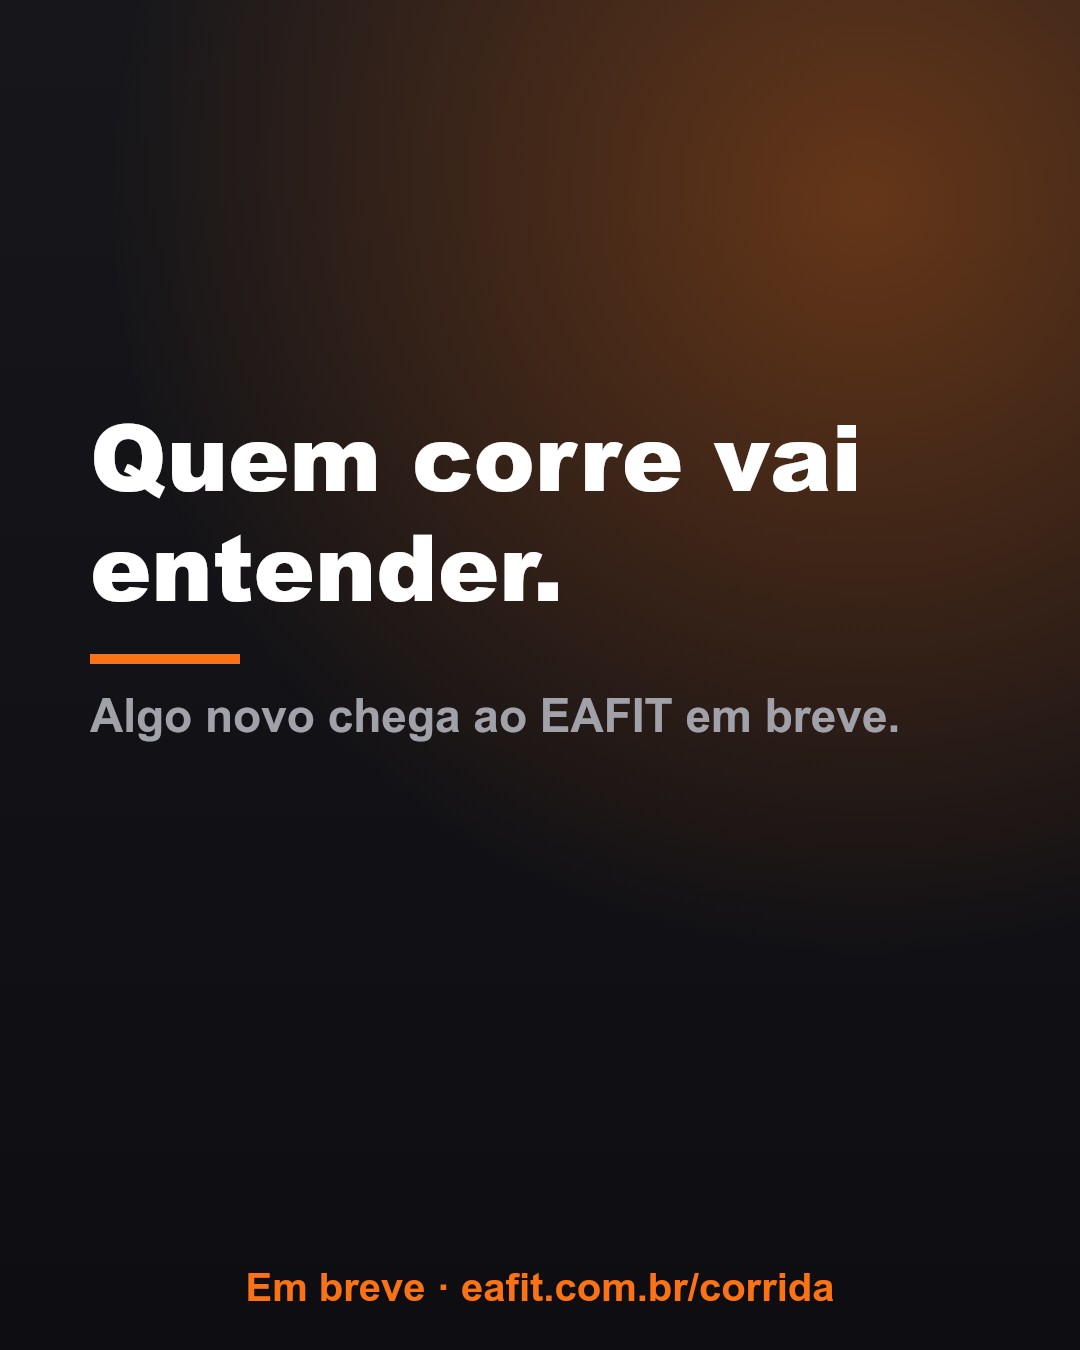 Quem corre vai
entender.
Algo novo chega ao EAFIT em breve.
Em breve · eafit.com.br/corrida